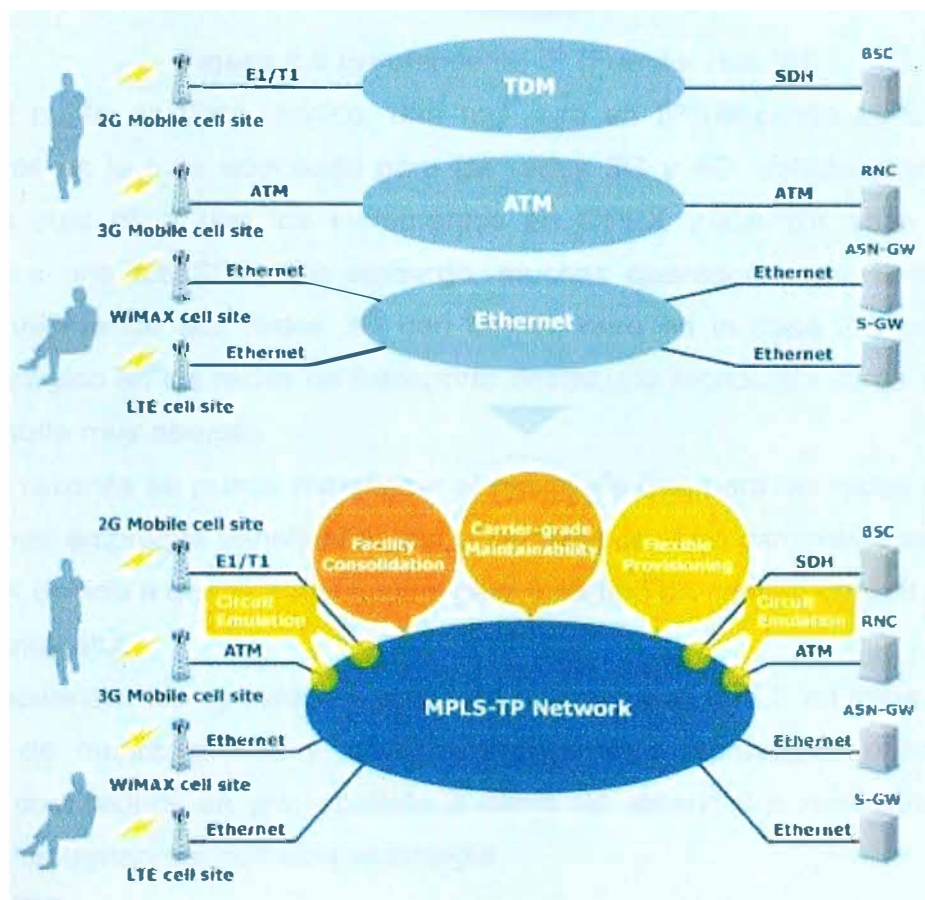 BSC
E1/T1
TDM
SDH
2G Mobile cell site
RNC
ATM
ATM
ATM
3G Mobile cell site
ASN-GW
Ethernet
Ethernet
WiMAX cell site
Ethernet
S-GW
Ethernet
Ethernet
LTE cell site
2G Mobile cell site
Facility
Consolidation
Carrier-grade
Maintainability
Flexible
Provisioning
BSC
E1/T1
SDH
Circuit
Emulation
Circuit
Emulation
RNC
ATM
ATM
3G Mobile cell site
MPLS-TP Network
ASN-GW
Ethernet
Ethernet
WiMAX cell site
S-GW
Ethernet
Ethernet
LTE cell site